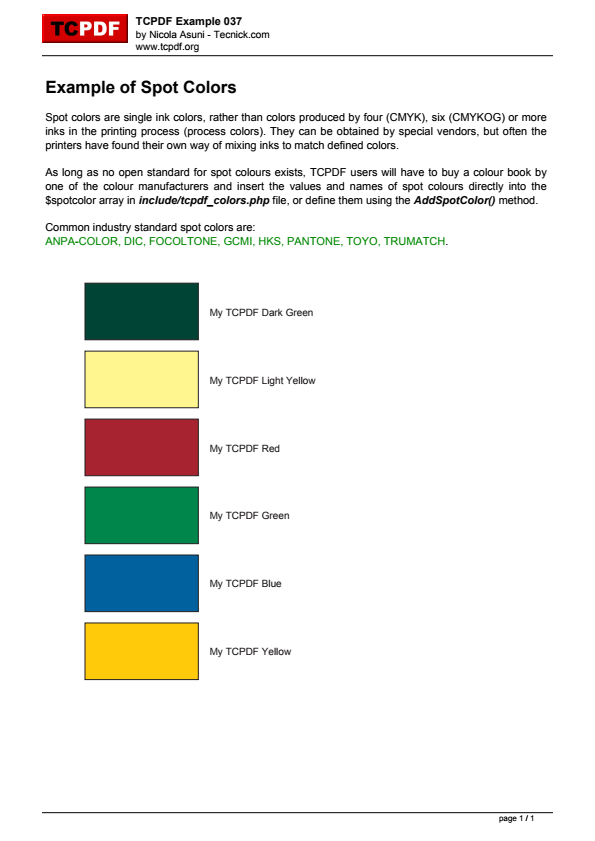 TCPDF
TCPDF Example 037
by Nicola Asuni - Tecnick.com
www.tcpdf.org
Example of Spot Colors
Spot colors are single ink colors, rather than colors produced by four (CMYK), six (CMYKOG) or more
inks in the printing process (process colors). They can be obtained by special vendors, but often the
printers have found their own way of mixing inks to match defined colors.
As long as no open standard for spot colours exists, TCPDF users will have to buy a colour book by
one of the colour manufacturers and insert the values and names of spot colours directly into the
$spotcolor array in include/tcpdf_colors.php file, or define them using the AddSpotColor() method.
Common industry standard spot colors are:
ANPA-COLOR, DIC, FOCOLTONE, GCMI, HKS, PANTONE, TOYO, TRUMATCH.
My TCPDF Dark Green
My TCPDF Light Yellow
My TCPDF Red
My TCPDF Green
My TCPDF Blue
My TCPDF Yellow
page 1 / 1